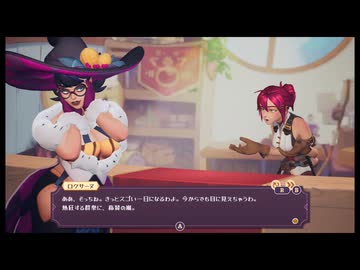 ロクサーヌ
ああ、そっちね。きっとスゴい一日になるわよ。今からでも目に見えちゃうわ。
熱狂する群衆に、称賛の嵐。
R
B
A